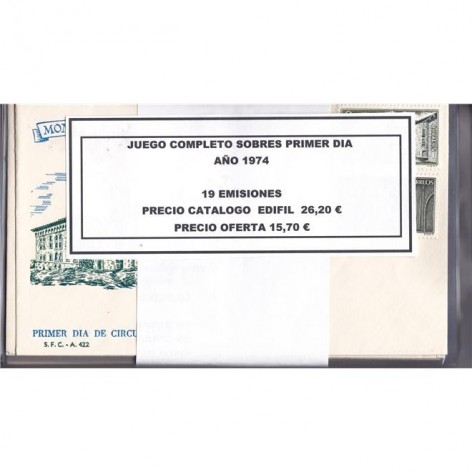 MON
JUEGO COMPLETO SOBRES PRIMER DIA
AÑO 1974
19 EMISIONES
PRECIO CATALOGO EDIFIL 26,20 €
PRECIO OFERTA 15,70 €
PRIMER DIA DE CIRCU
S. F. C. - A. 422